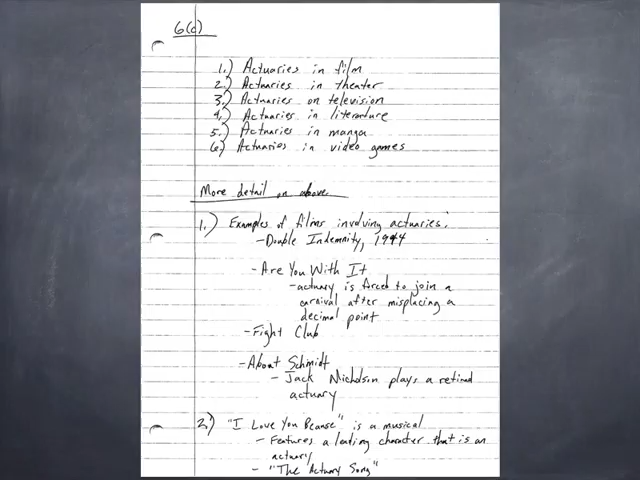 6(c)
1.) Actuaries in film
2.) Actuaries in theater
3.) Actuaries on television
4.) Actuaries in literature
5.) Actuaries in manga
6.) Actuaries in video games
More detail on above
1.) Examples of films involving actuaries:
- Double Indemnity, 1944
- Are You With It
- actuary is forced to join a
carnival after misplacing a
decimal point
- Fight Club
- About Schmidt
- Jack Nicholson plays a retired
actuary
2.) "I Love You Beanse" is a musical
- Features a leading character that is an
actuary
- "The Actuary Song"